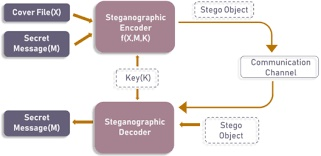 Cover File(X)
Secret
Message(M)
Steganographic
Encoder
f(X.M.K)
Stego Object
Communication
Channel
Key(K)
Secret
Message(M)
Steganographic
Decoder
Stego
Object